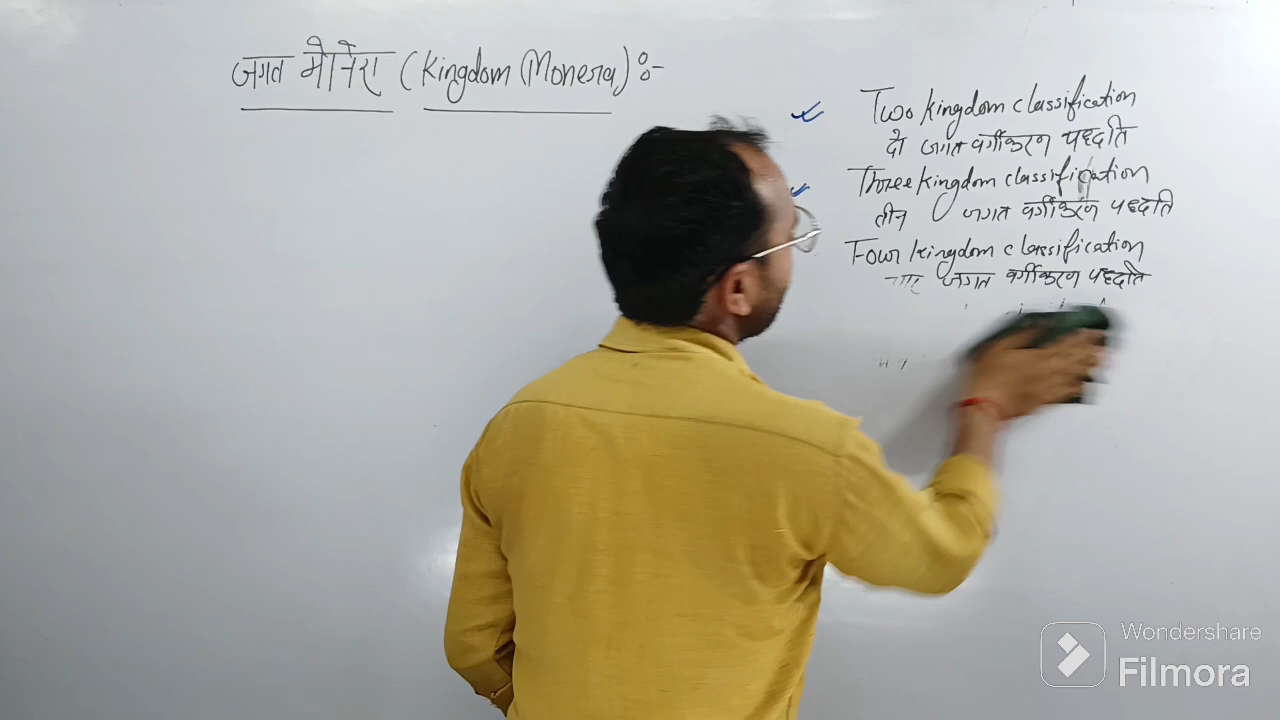 जगत मोनेरा (Kingdom Monera):-
Two kingdom classification
दो जगत वर्गीकरण पद्धति
Three kingdom classification
तीन जगत वर्गीकरण पद्धति
Four kingdom classification
चार जगत वर्गीकरण पद्धति
Wondershare
Filmora